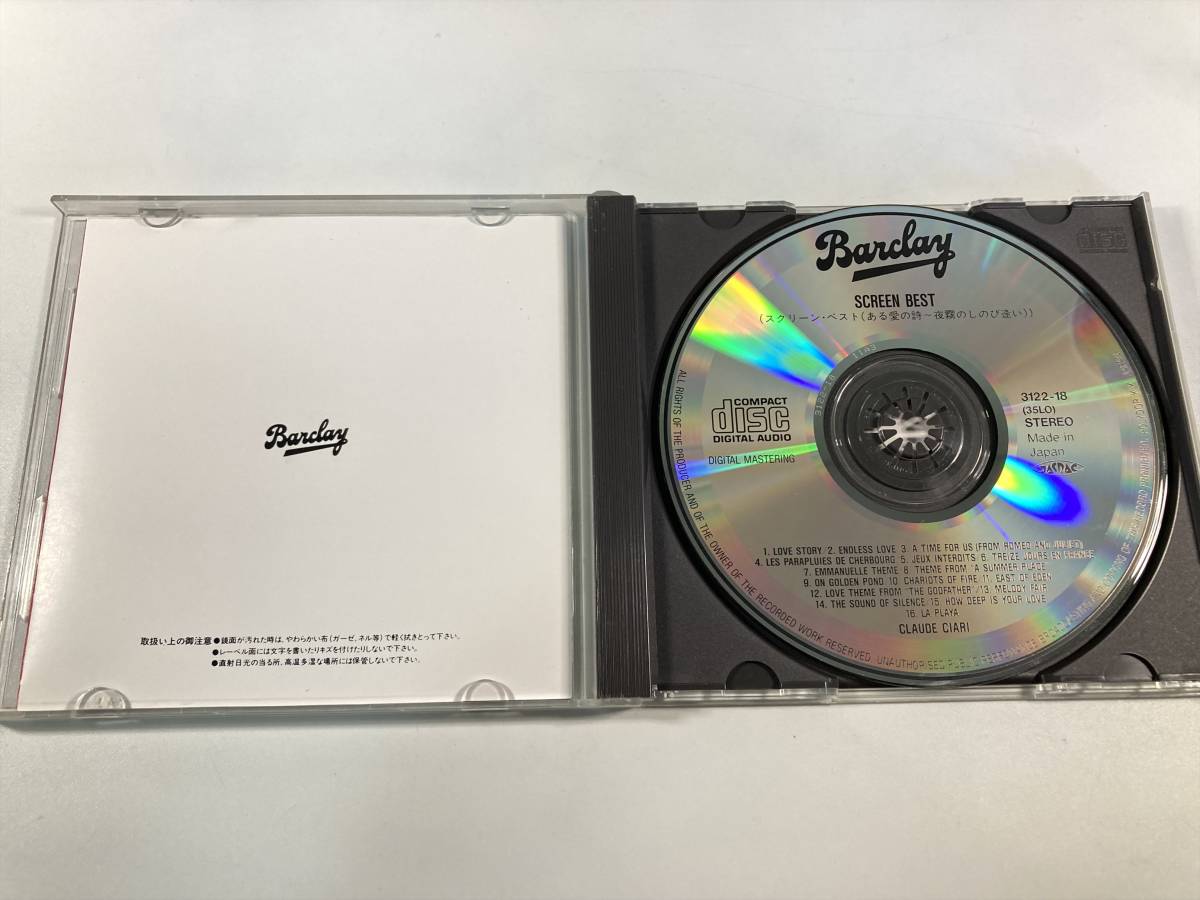 Barclay
取扱い上の御注意 ●鏡面が汚れた時は、やわらかい布(ガーゼ、ネル等)で軽く拭きとって下さい。
●レーベル面には文字を書いたりキズを付けたりしないで下さい。
●直射日光の当る所、高温多湿な場所には保管しないで下さい。
Barclay
SCREEN BEST
(スクリーン・ベスト(ある愛の詩~夜霧のしのび逢い))
COMPACT
disc
DIGITAL AUDIO
DIGITAL MASTERING
3122-18
(35LO)
STEREO
Made in
Japan
JASRAC
1. LOVE STORY/2. ENDLESS LOVE 3. A TIME FOR US (FROM ROMEO AND JULIET)
4. LES PARAPLUIES DE CHERBOURG 5. JEUX INTERDITS 6. TREIZE JOURS EN FRANCE
7. EMMANUELLE THEME 8. THEME FROM "A SUMMER PLACE"
9. ON GOLDEN POND 10. CHARIOTS OF FIRE/11. EAST OF EDEN
12. LOVE THEME FROM "THE GODFATHER"/13. MELODY FAIR
14. THE SOUND OF SILENCE/15. HOW DEEP IS YOUR LOVE
16. LA PLAYA
CLAUDE CIARI
ALL RIGHTS OF THE PRODUCER AND OF THE OWNER OF THE RECORDED WORK RESERVED. UNAUTHORISED PUBLIC
3122-18 1183
disc